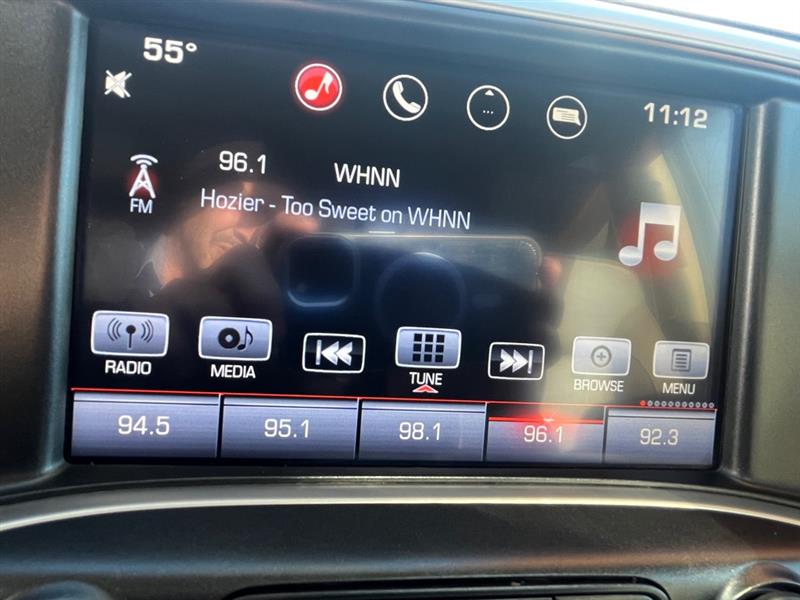 55°
11:12
96.1 WHNN
FM
Hozier - Too Sweet on WHNN
RADIO MEDIA TUNE BROWSE MENU
94.5 95.1 98.1 96.1 92.3